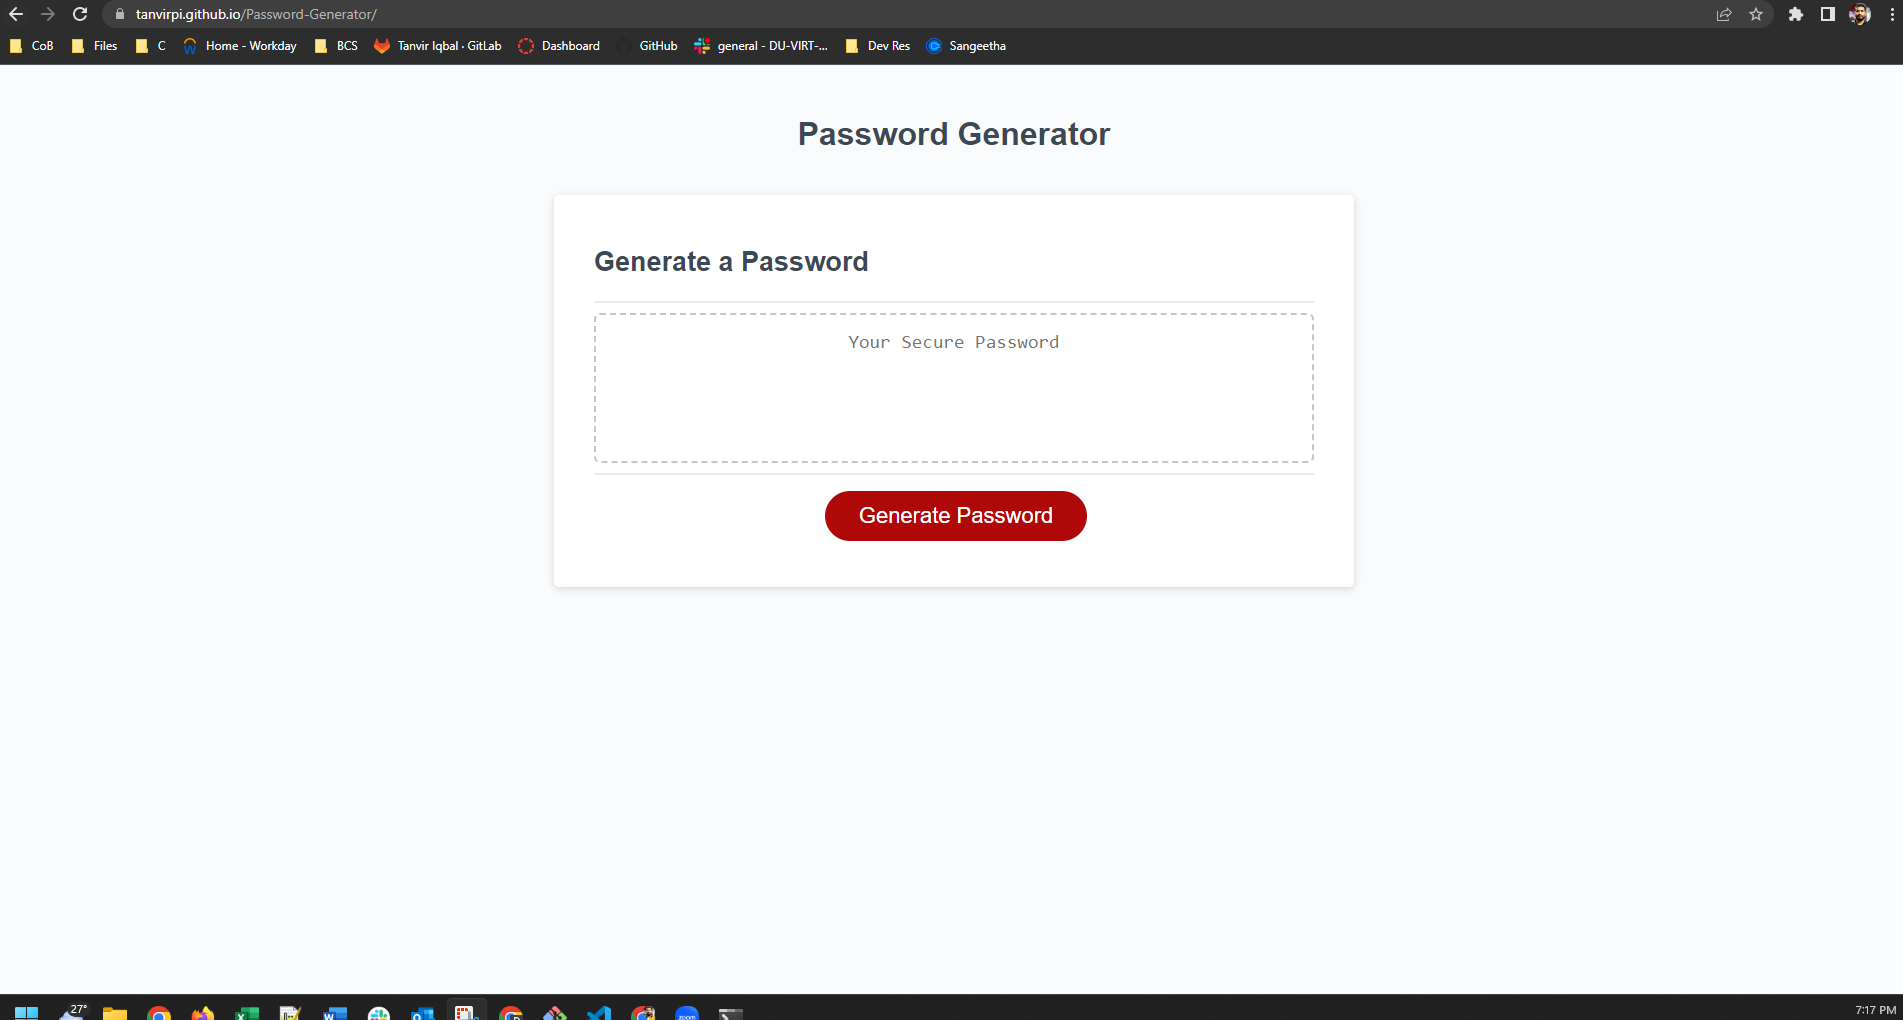 tanvirpi.github.io/Password-Generator/
CoB Files C Home - Workday BCS Tanvir Iqbal · GitLab Dashboard GitHub general - DU-VIRT-... Dev Res Sangeetha
Password Generator
Generate a Password
Your Secure Password
Generate Password
27°
zoom
7:17 PM